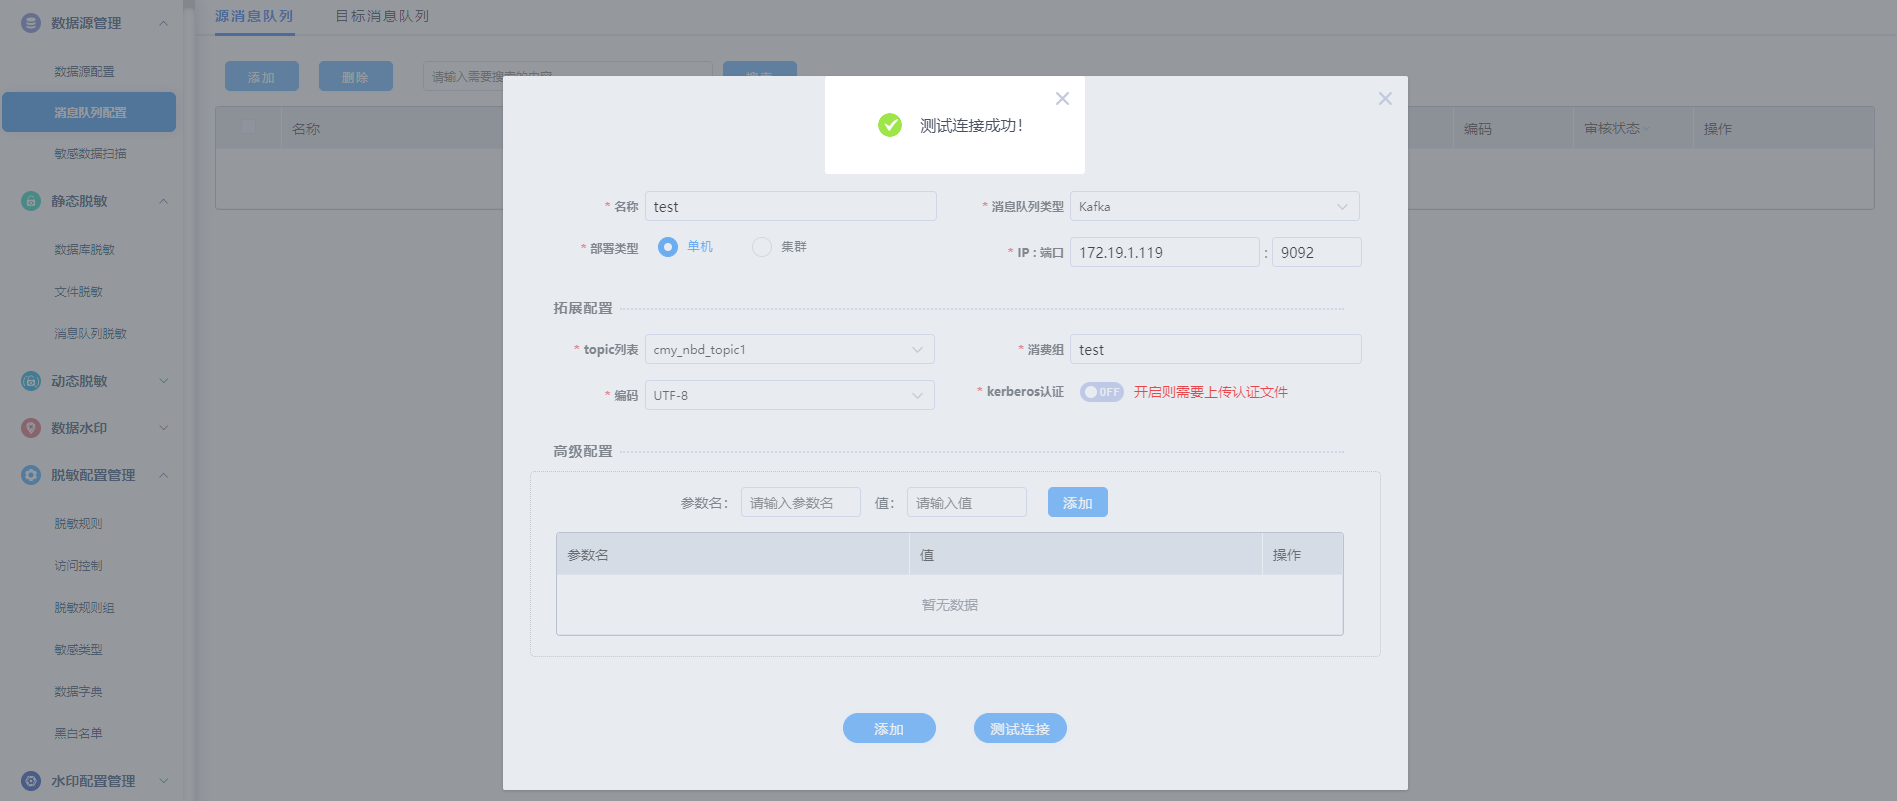 数据源管理
数据源配置
消息队列配置
敏感数据扫描
静态脱敏
数据库脱敏
文件脱敏
消息队列脱敏
动态脱敏
数据水印
脱敏配置管理
脱敏规则
访问控制
脱敏规则组
敏感类型
数据字典
黑白名单
水印配置管理
源消息队列 目标消息队列
添加 删除 请输入需要搜索的内容
名称 编码 审核状态 操作
测试连接成功！
* 名称 test * 消息队列类型 Kafka
* 部署类型 单机 集群 * IP : 端口 172.19.1.119 : 9092
拓展配置
* topic列表 cmy_nbd_topic1 * 消费组 test
* 编码 UTF-8 * kerberos认证 OFF 开启则需要上传认证文件
高级配置
参数名： 请输入参数名 值： 请输入值 添加
参数名 值 操作
暂无数据
添加 测试连接